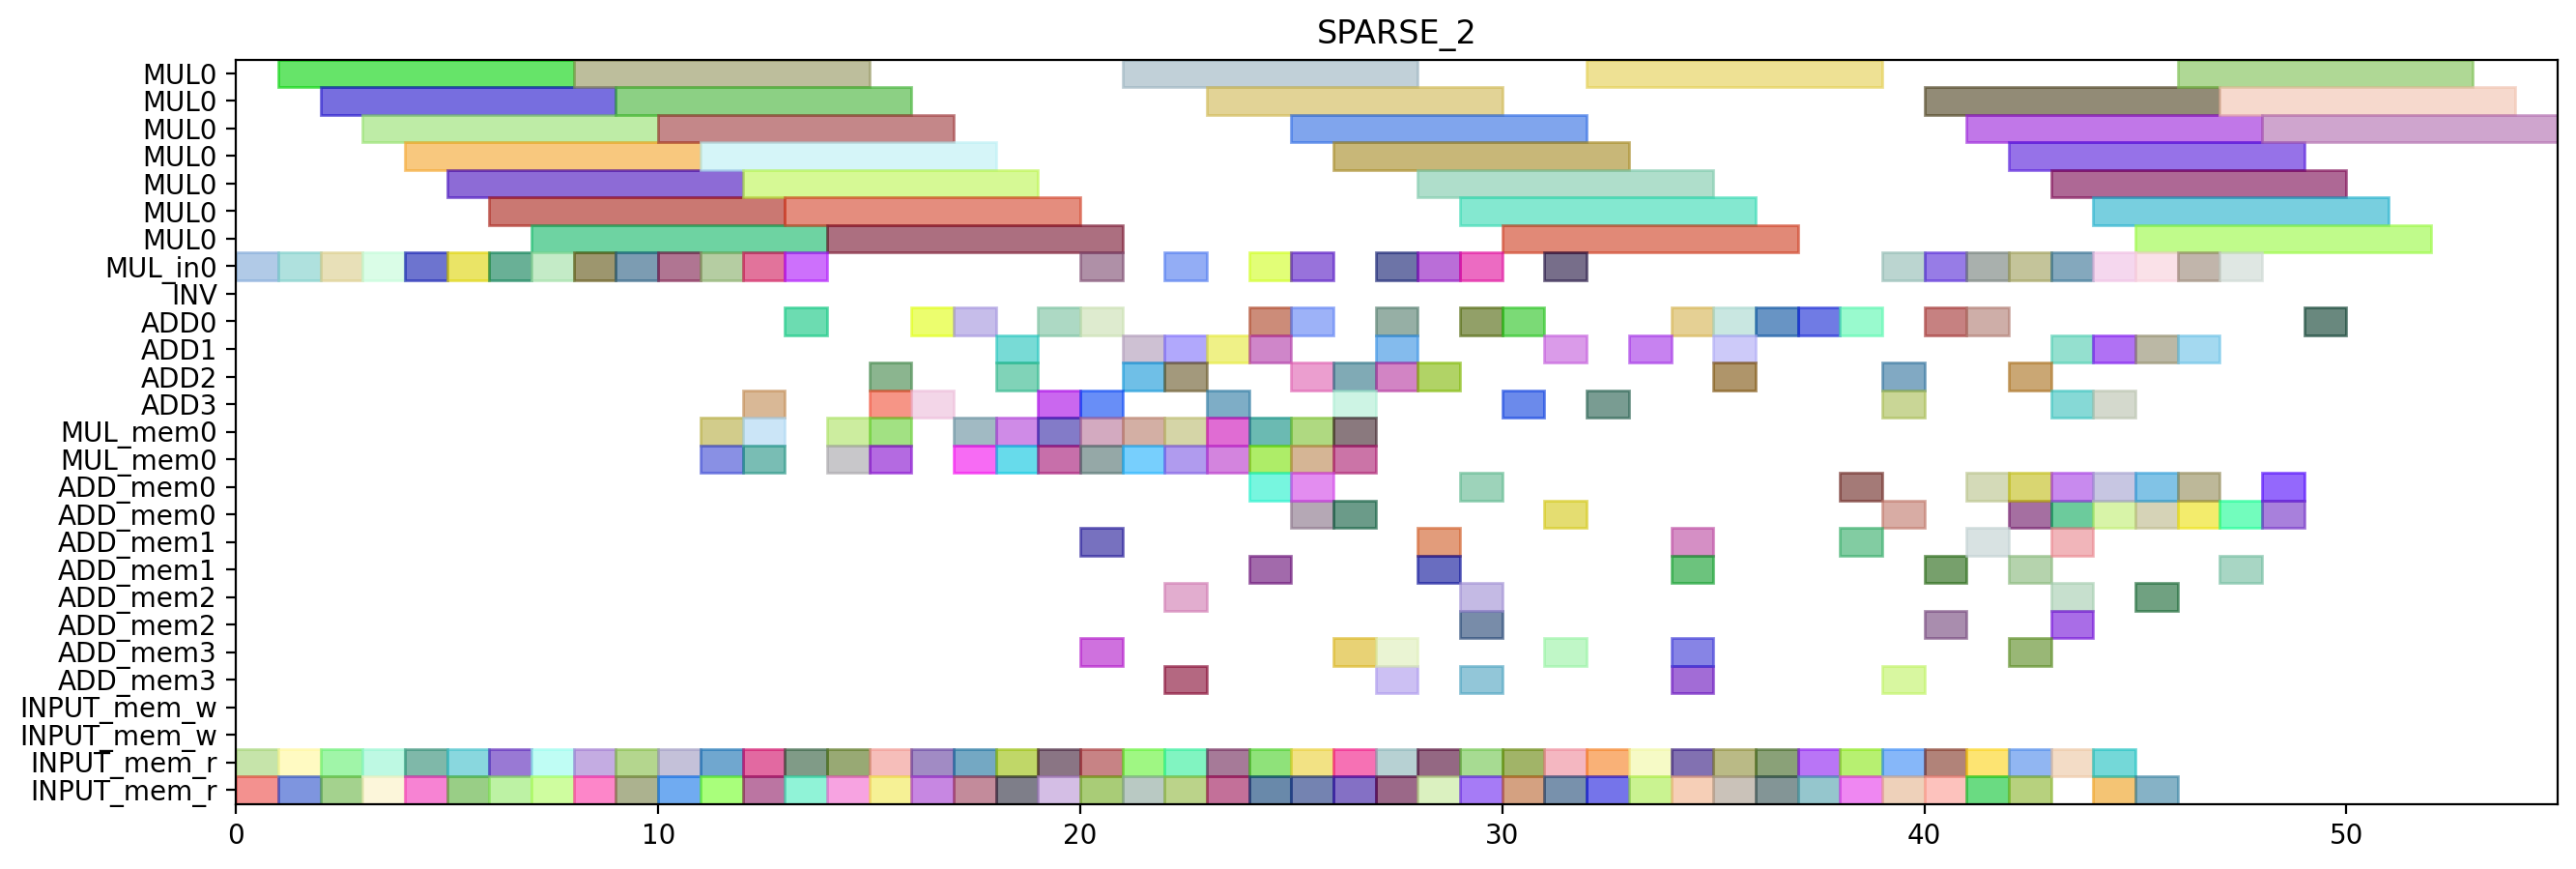 SPARSE_2
MUL0
MUL0
MUL0
MUL0
MUL0
MUL0
MUL0
MUL_in0
INV
ADD0
ADD1
ADD2
ADD3
MUL_mem0
MUL_mem0
ADD_mem0
ADD_mem0
ADD_mem1
ADD_mem1
ADD_mem2
ADD_mem2
ADD_mem3
ADD_mem3
INPUT_mem_w
INPUT_mem_w
INPUT_mem_r
INPUT_mem_r
0 10 20 30 40 50